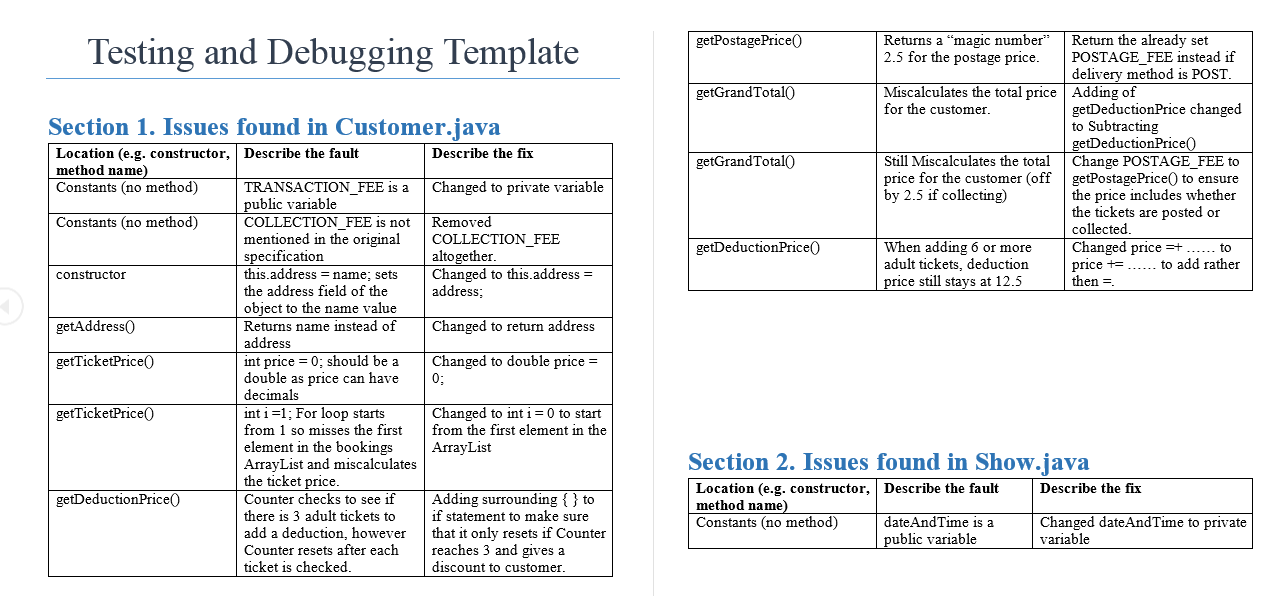 Testing and Debugging Template
Section 1. Issues found in Customer.java
Location (e.g. constructor, method name) Describe the fault Describe the fix
Constants (no method)
TRANSACTION_FEE is a
public variable
Changed to private variable
Constants (no method)
COLLECTION_FEE is not
mentioned in the original
specification
Removed
COLLECTION_FEE
altogether.
constructor
this.address = name; sets
the address field of the
object to the name value
Changed to this.address =
address;
getAddress()
Returns name instead of
address
Changed to return address
getTicketPrice()
int price = 0; should be a
double as price can have
decimals
Changed to double price =
0;
getTicketPrice()
int i =1; For loop starts
from 1 so misses the first
element in the bookings
ArrayList and miscalculates
the ticket price.
Changed to int i = 0 to start
from the first element in the
ArrayList
getDeductionPrice()
Counter checks to see if
there is 3 adult tickets to
add a deduction, however
Counter resets after each
ticket is checked.
Adding surrounding { } to
if statement to make sure
that it only resets if Counter
reaches 3 and gives a
discount to customer.
getPostagePrice()
Returns a “magic number”
2.5 for the postage price.
Return the already set
POSTAGE_FEE instead if
delivery method is POST.
getGrandTotal()
Miscalculates the total price
for the customer.
Adding of
getDeductionPrice changed
to Subtracting
getDeductionPrice()
getGrandTotal()
Still Miscalculates the total
price for the customer (off
by 2.5 if collecting)
Change POSTAGE_FEE to
getPostagePrice() to ensure
the price includes whether
the tickets are posted or
collected.
getDeductionPrice()
When adding 6 or more
adult tickets, deduction
price still stays at 12.5
Changed price =+ …… to
price += …… to add rather
then =.
Section 2. Issues found in Show.java
Location (e.g. constructor,
method name)
Describe the fault
Describe the fix
Constants (no method)
dateAndTime is a
public variable
Changed dateAndTime to private
variable